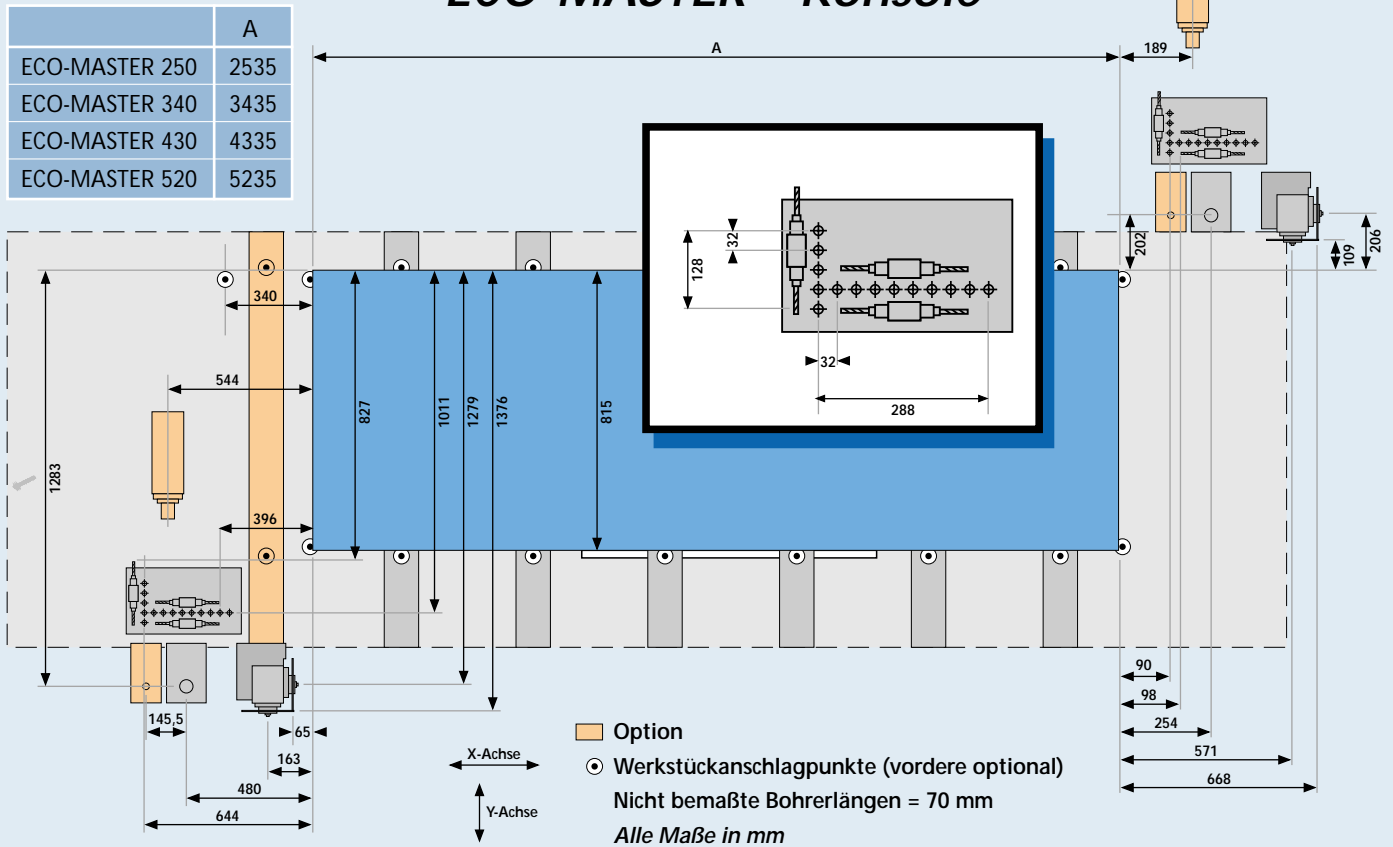 ECO-MASTER Konsole
A
ECO-MASTER 250 2535
ECO-MASTER 340 3435
ECO-MASTER 430 4335
ECO-MASTER 520 5235
A
189
32
128
32
288
202
109
206
340
544
1283
396
827
1011
1279
1376
815
145,5
65
163
480
644
90
98
254
571
668
X-Achse
Y-Achse
Option
Werkstückanschlagpunkte (vordere optional)
Nicht bemaßte Bohrerlängen = 70 mm
Alle Maße in mm